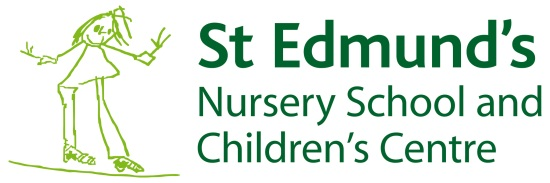 St Edmund's
Nursery School and
Children's Centre